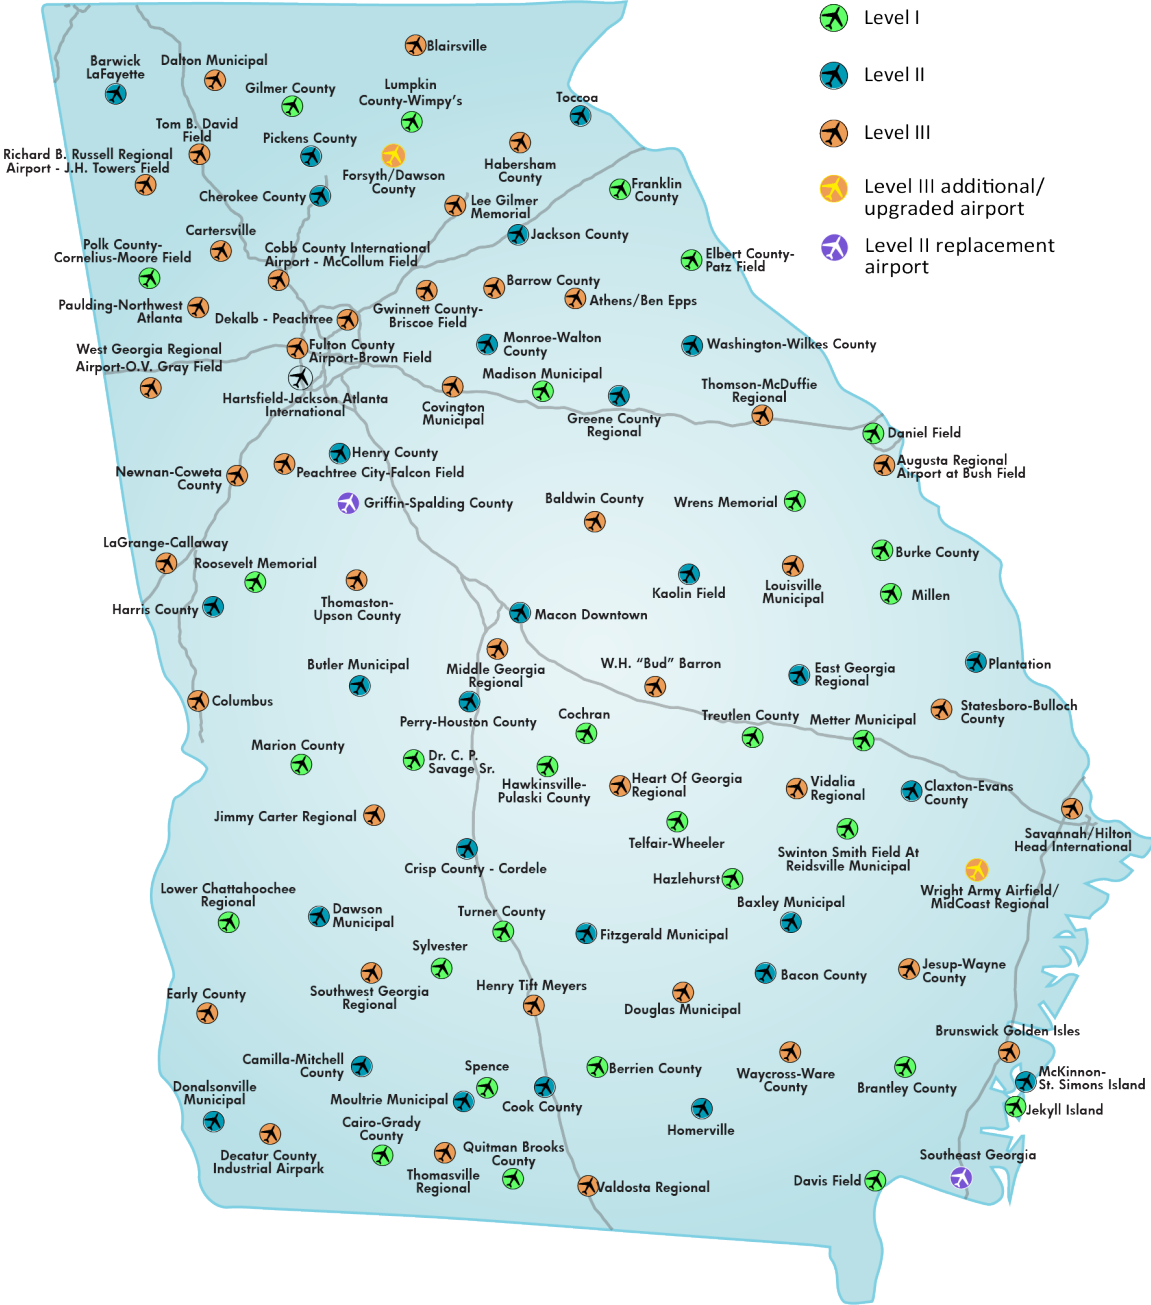 Level I
Level II
Level III
Level III additional/
upgraded airport
Level II replacement
airport
Blairsville
Barwick
LaFayette
Dalton Municipal
Gilmer County
Lumpkin
County-Wimpy's
Toccoa
Tom B. David
Field
Pickens County
Richard B. Russell Regional
Airport - J.H. Towers Field
Forsyth/Dawson
County
Habersham
County
Franklin
County
Cherokee County
Lee Gilmer
Memorial
Cartersville
Jackson County
Polk County-
Cornelius-Moore Field
Cobb County International
Airport - McCollum Field
Elbert County-
Patz Field
Barrow County
Athens/Ben Epps
Paulding-Northwest
Atlanta
Dekalb - Peachtree
Gwinnett County-
Briscoe Field
West Georgia Regional
Airport-O.V. Gray Field
Fulton County
Airport-Brown Field
Monroe-Walton
County
Washington-Wilkes County
Hartsfield-Jackson Atlanta
International
Covington
Municipal
Madison Municipal
Greene County
Regional
Thomson-McDuffie
Regional
Daniel Field
Augusta Regional
Airport at Bush Field
Henry County
Peachtree City-Falcon Field
Newnan-Coweta
County
Griffin-Spalding County
Baldwin County
Wrens Memorial
LaGrange-Callaway
Roosevelt Memorial
Burke County
Harris County
Thomaston-
Upson County
Kaolin Field
Louisville
Municipal
Millen
Macon Downtown
Butler Municipal
Middle Georgia
Regional
W.H. “Bud” Barron
East Georgia
Regional
Plantation
Columbus
Perry-Houston County
Cochran
Treutlen County
Metter Municipal
Statesboro-Bulloch
County
Marion County
Dr. C. P.
Savage Sr.
Hawkinsville-
Pulaski County
Heart Of Georgia
Regional
Vidalia
Regional
Claxton-Evans
County
Jimmy Carter Regional
Telfair-Wheeler
Swinton Smith Field At
Reidsville Municipal
Savannah/Hilton
Head International
Crisp County - Cordele
Hazlehurst
Wright Army Airfield/
MidCoast Regional
Lower Chattahoochee
Regional
Dawson
Municipal
Turner County
Fitzgerald Municipal
Baxley Municipal
Sylvester
Southwest Georgia
Regional
Bacon County
Jesup-Wayne
County
Early County
Henry Tift Meyers
Douglas Municipal
Brunswick Golden Isles
Camilla-Mitchell
County
Spence
Berrien County
Waycross-Ware
County
Brantley County
McKinnon-
St. Simons Island
Donalsonville
Municipal
Moultrie Municipal
Cook County
Homerville
Jekyll Island
Decatur County
Industrial Airpark
Cairo-Grady
County
Thomasville
Regional
Quitman Brooks
County
Valdosta Regional
Davis Field
Southeast Georgia